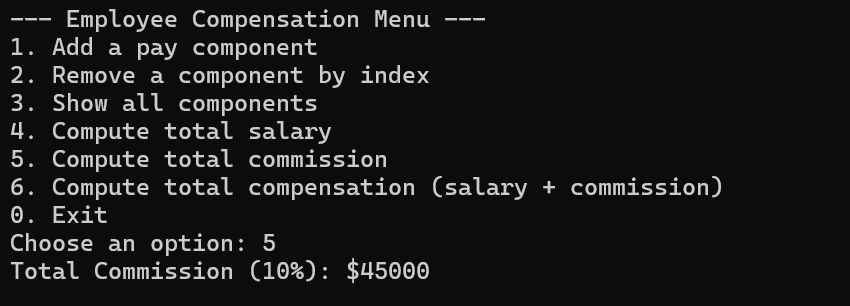 --- Employee Compensation Menu ---
1. Add a pay component
2. Remove a component by index
3. Show all components
4. Compute total salary
5. Compute total commission
6. Compute total compensation (salary + commission)
0. Exit
Choose an option: 5
Total Commission (10%): $45000